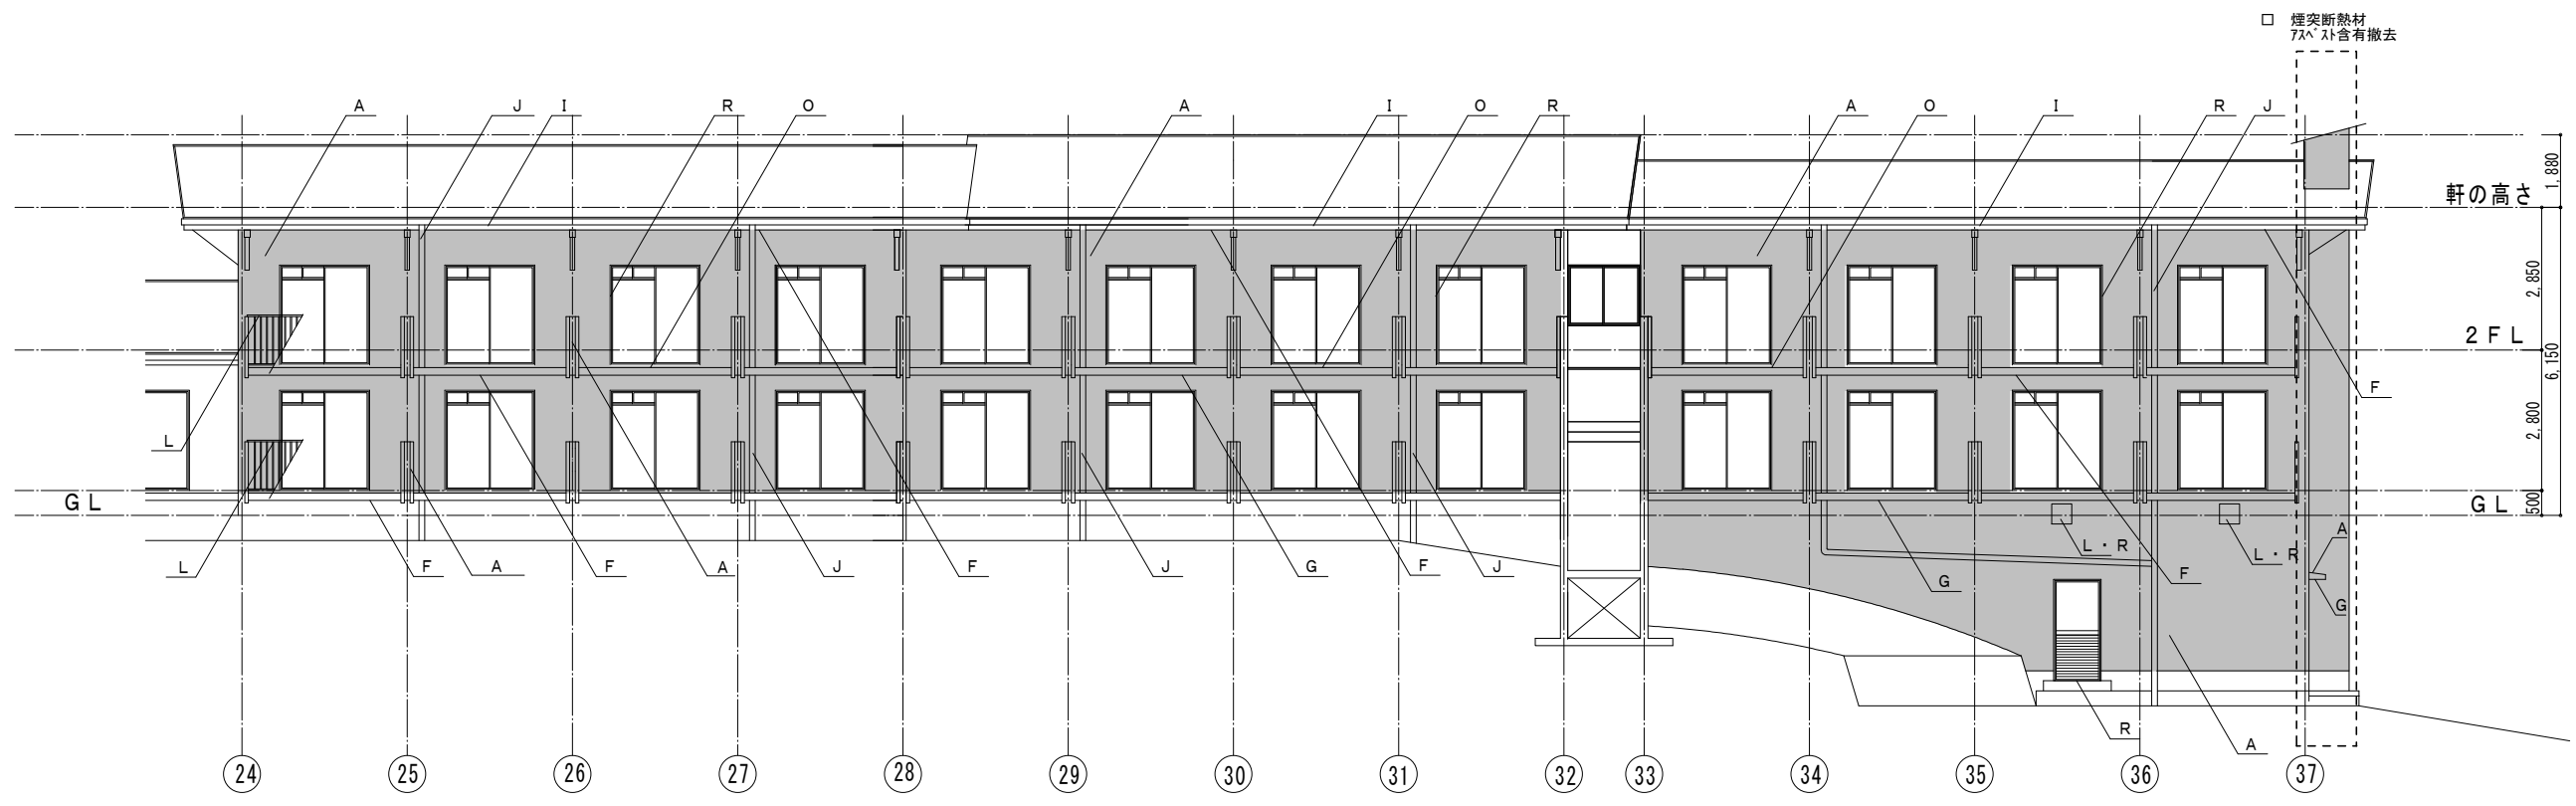 □ 煙突断熱材
アスベスト含有撤去
A J I R O A I O R A O I R J
1,880
軒の高さ
2,850
2FL
6,150
F
2,800
L
GL
500
GL
A
L・R
L・R
L F A F A J F J G F J G F
G
R
A
24 25 26 27 28 29 30 31 32 33 34 35 36 37